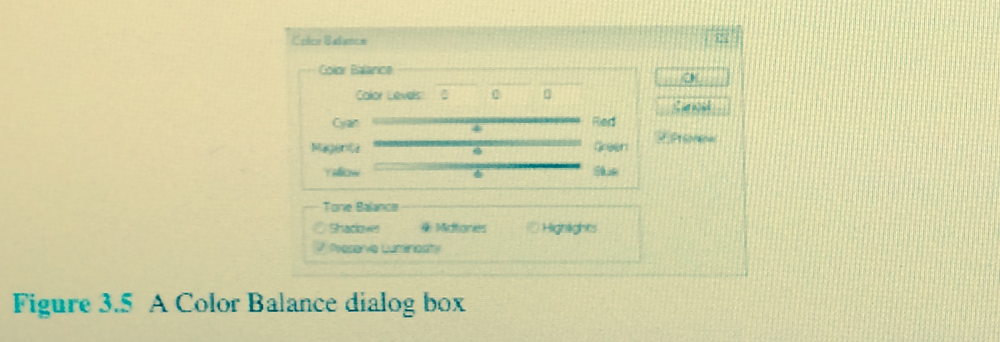 Color Balance
Color Balance
Color Levels: 0 0 0
OK
Cancel
Cyan Red
Preview
Magenta Green
Yellow Blue
Tone Balance
Shadows Midtones Highlights
Preserve Luminosity
Figure 3.5 A Color Balance dialog box